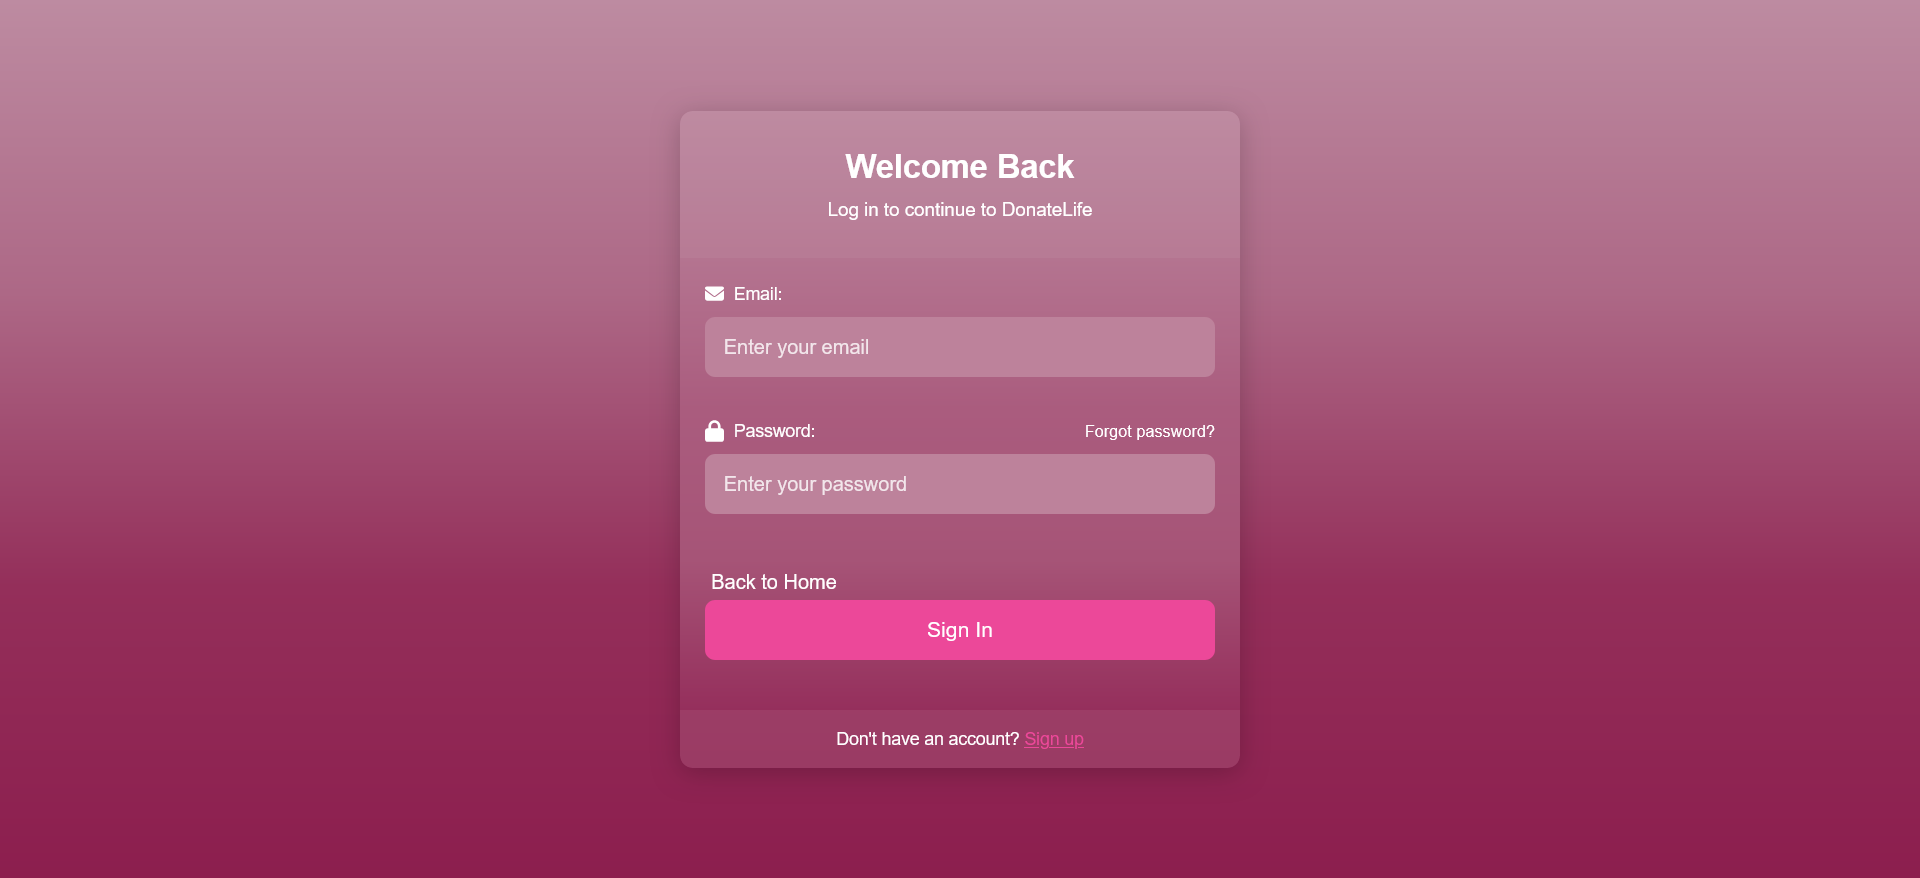 Welcome Back
Log in to continue to DonateLife
Email:
Enter your email
Password: Forgot password?
Enter your password
Back to Home
Sign In
Don't have an account? Sign up